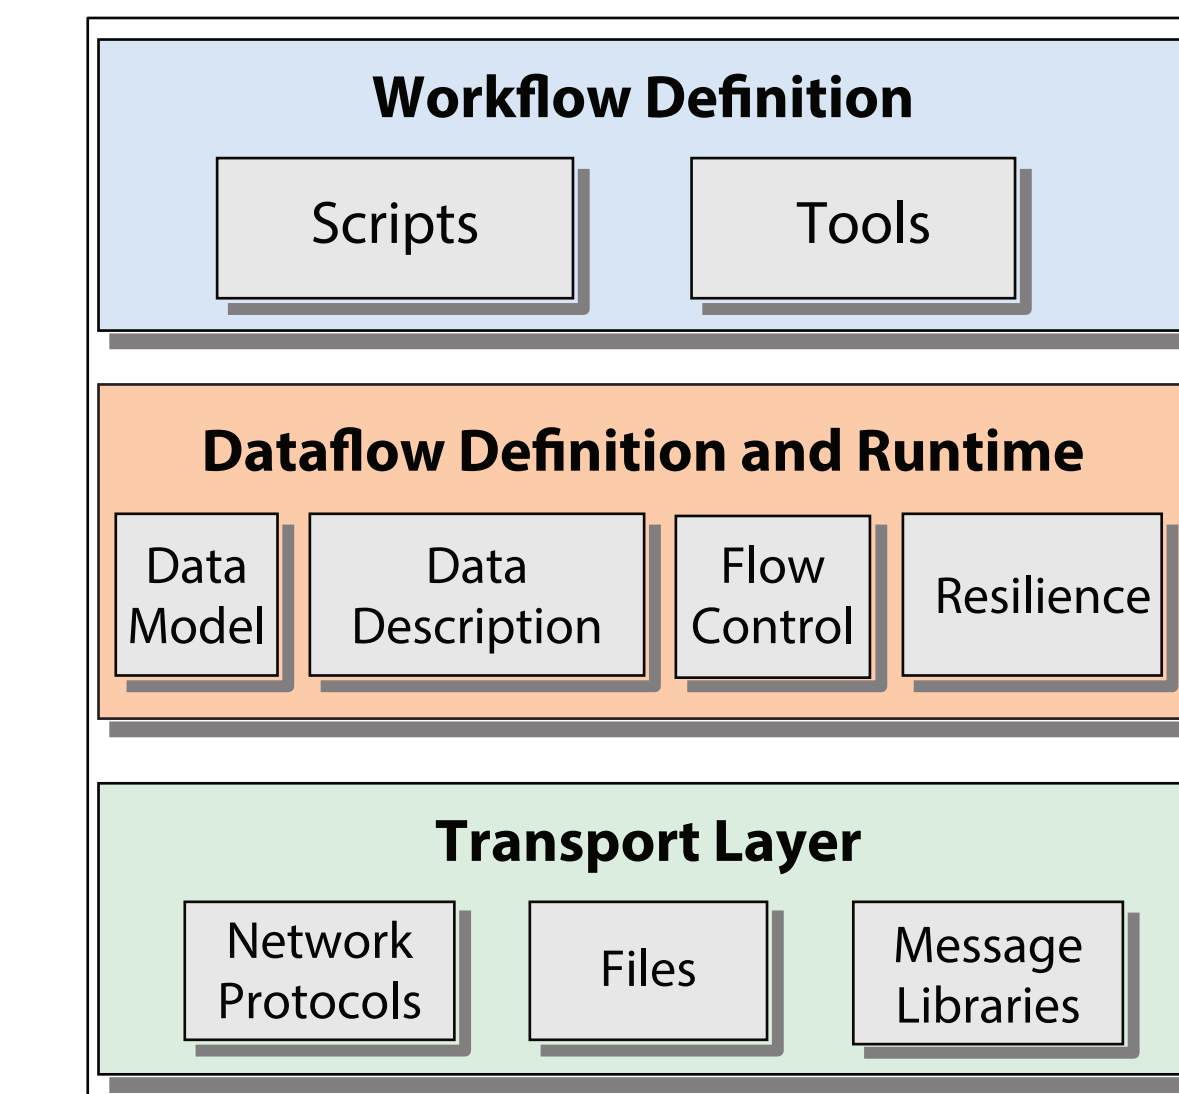 Workflow Definition
Scripts
Tools
Dataflow Definition and Runtime
Data
Model
Data
Description
Flow
Control
Resilience
Transport Layer
Network
Protocols
Files
Message
Libraries